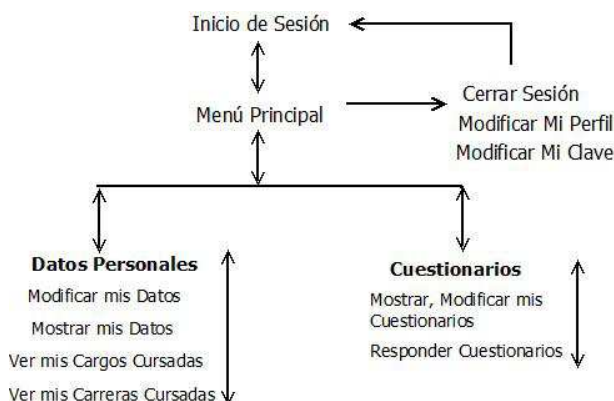 Inicio de Sesión
Menú Principal
Cerrar Sesión
Modificar Mi Perfil
Modificar Mi Clave
Datos Personales
Modificar mis Datos
Mostrar mis Datos
Ver mis Cargos Cursadas
Ver mis Carreras Cursadas
Cuestionarios
Mostrar, Modificar mis
Cuestionarios
Responder Cuestionarios